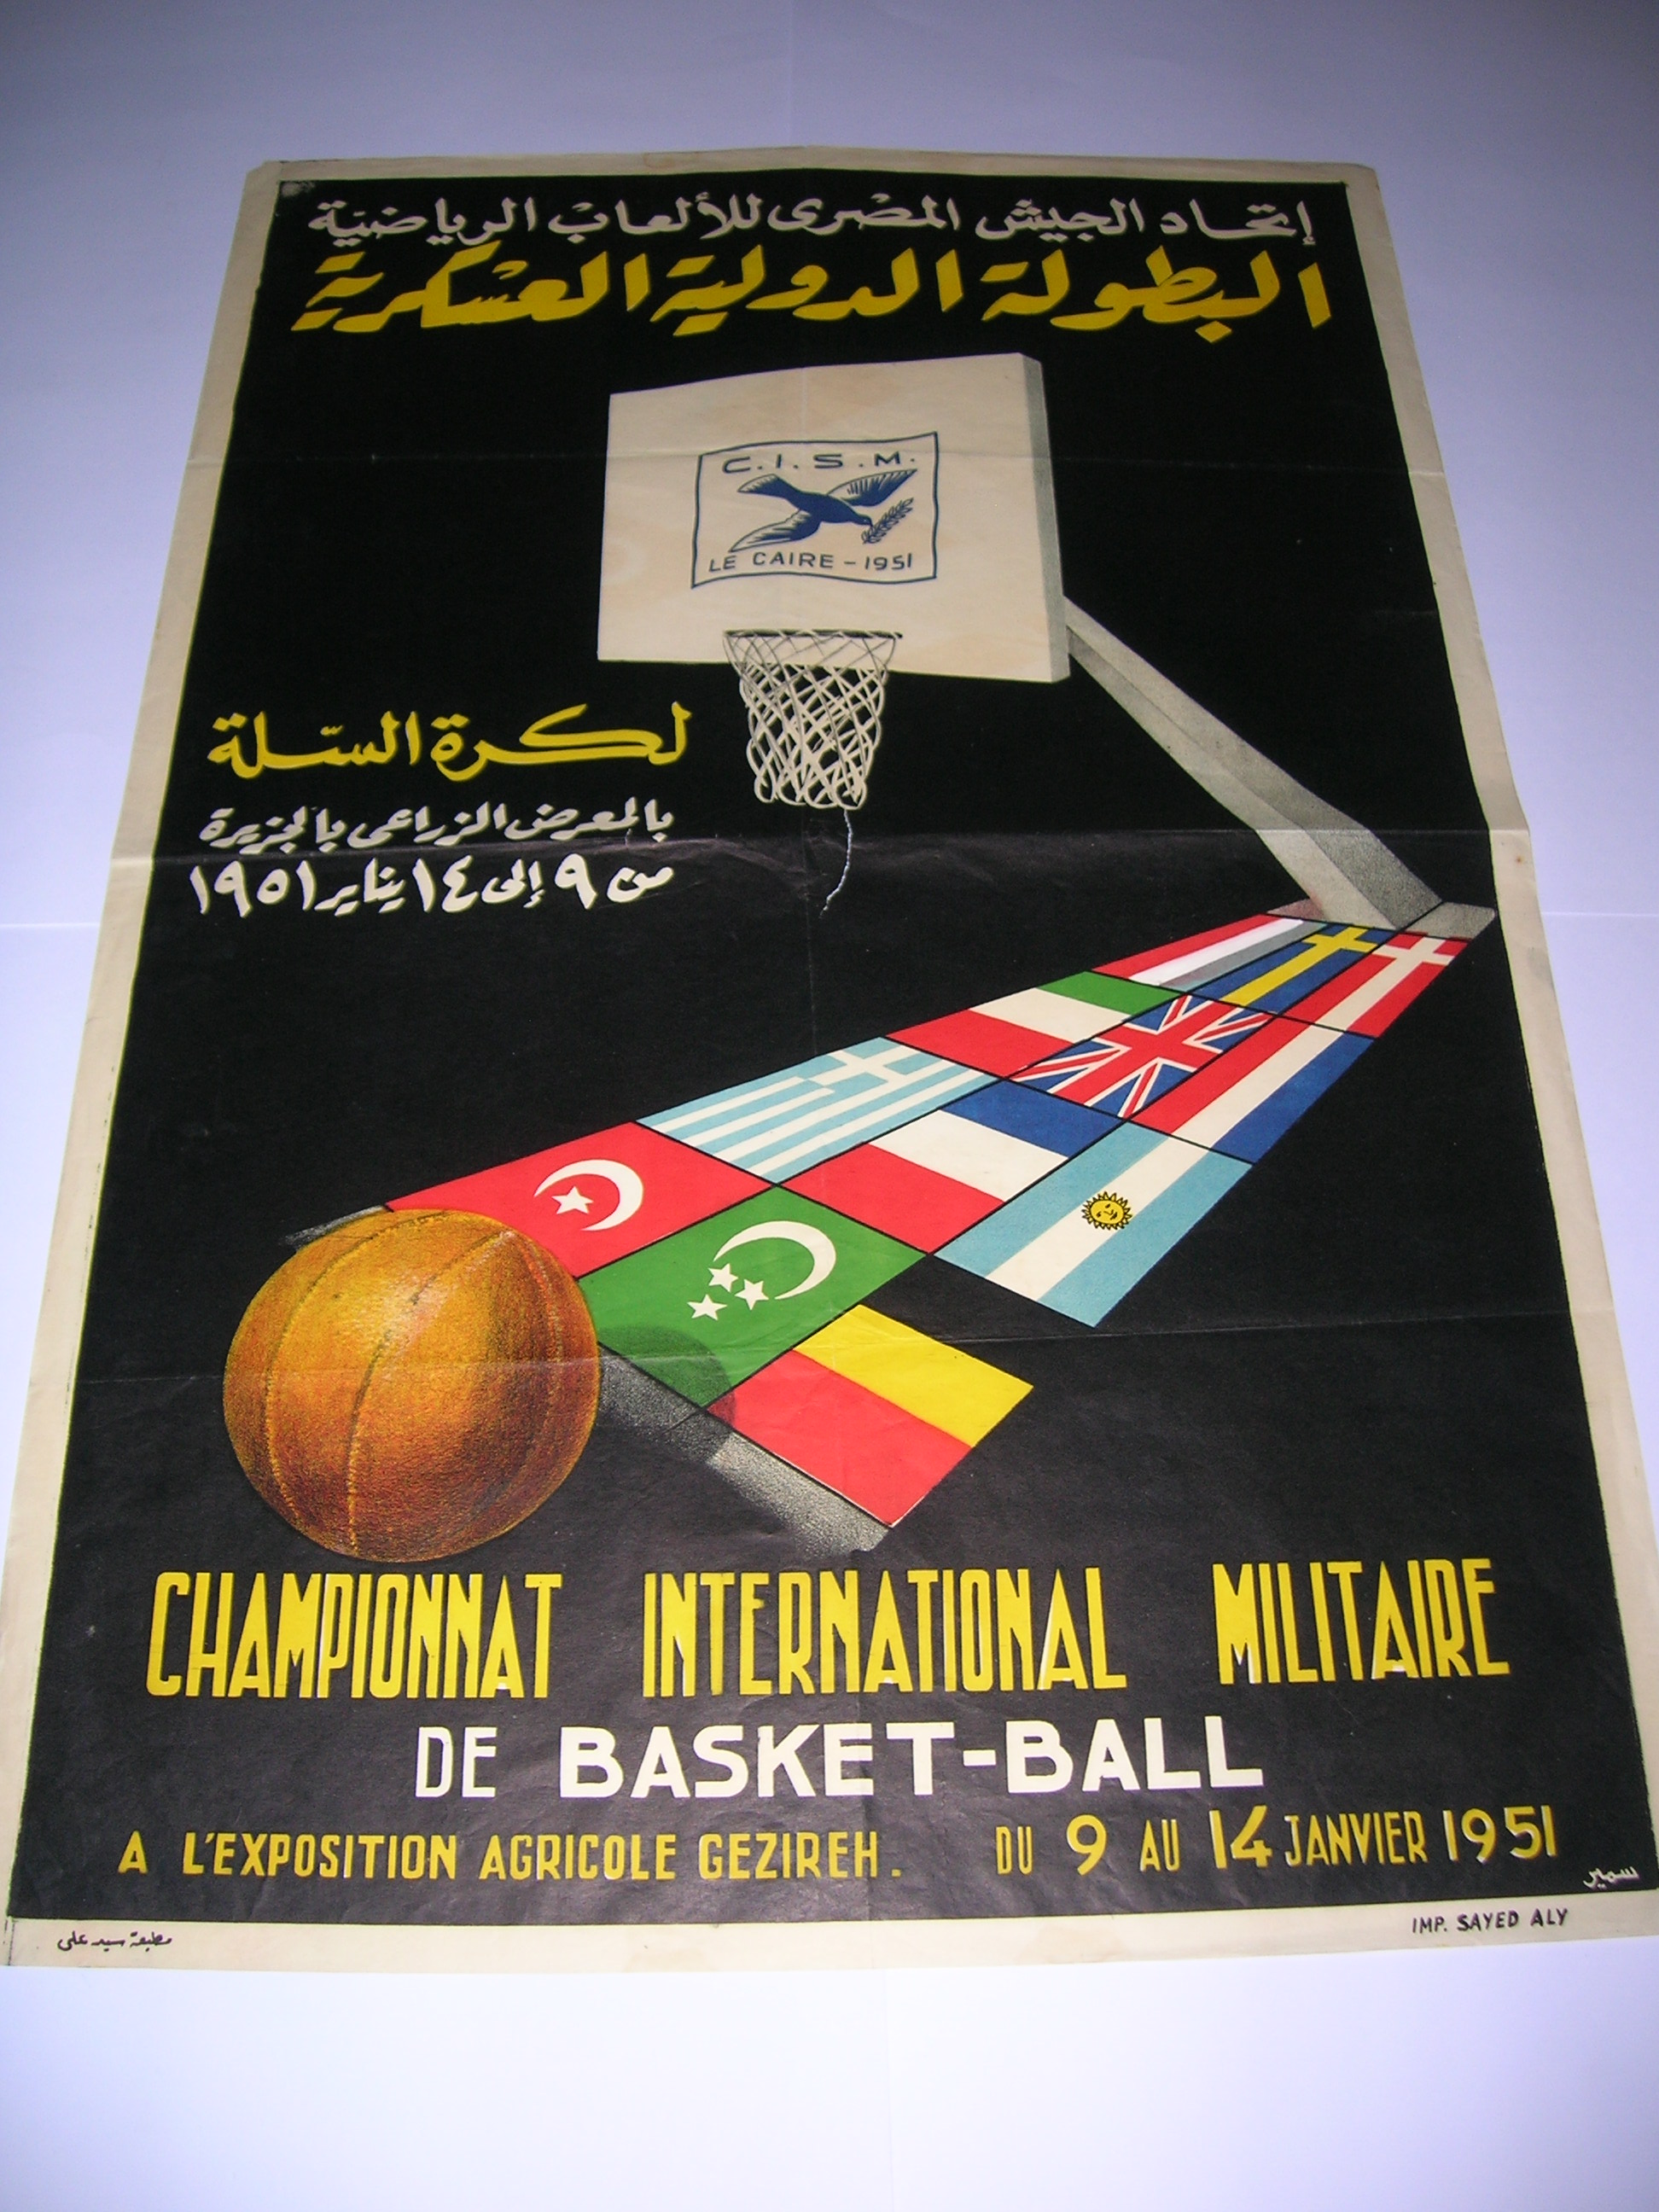 إتحاد الجيش المصرى للألعاب الرياضية
البطولة الدولية العسكرية
C.I.S.M.
LE CAIRE - 1951
لكرة السّلة
بالمعرض الزراعى بالجزيرة
من ٩ إلى ١٤ يناير ١٩٥١
CHAMPIONNAT INTERNATIONAL MILITAIRE
DE BASKET-BALL
A L'EXPOSITION AGRICOLE GEZIREH. DU 9 AU 14 JANVIER 1951
سمير
مطبعة سيد على
IMP. SAYED ALY